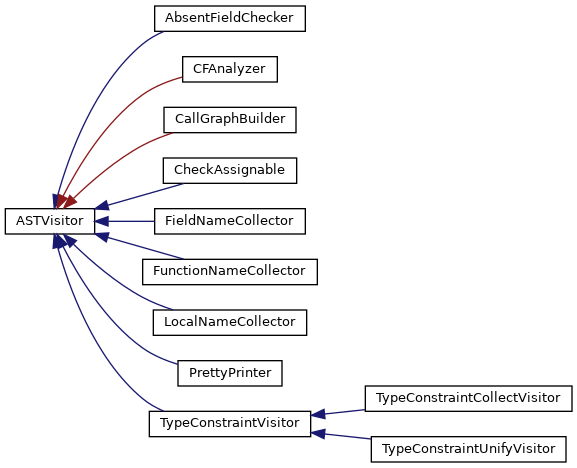 AbsentFieldChecker
CFAnalyzer
CallGraphBuilder
CheckAssignable
ASTVisitor
FieldNameCollector
FunctionNameCollector
LocalNameCollector
PrettyPrinter
TypeConstraintVisitor
TypeConstraintCollectVisitor
TypeConstraintUnifyVisitor